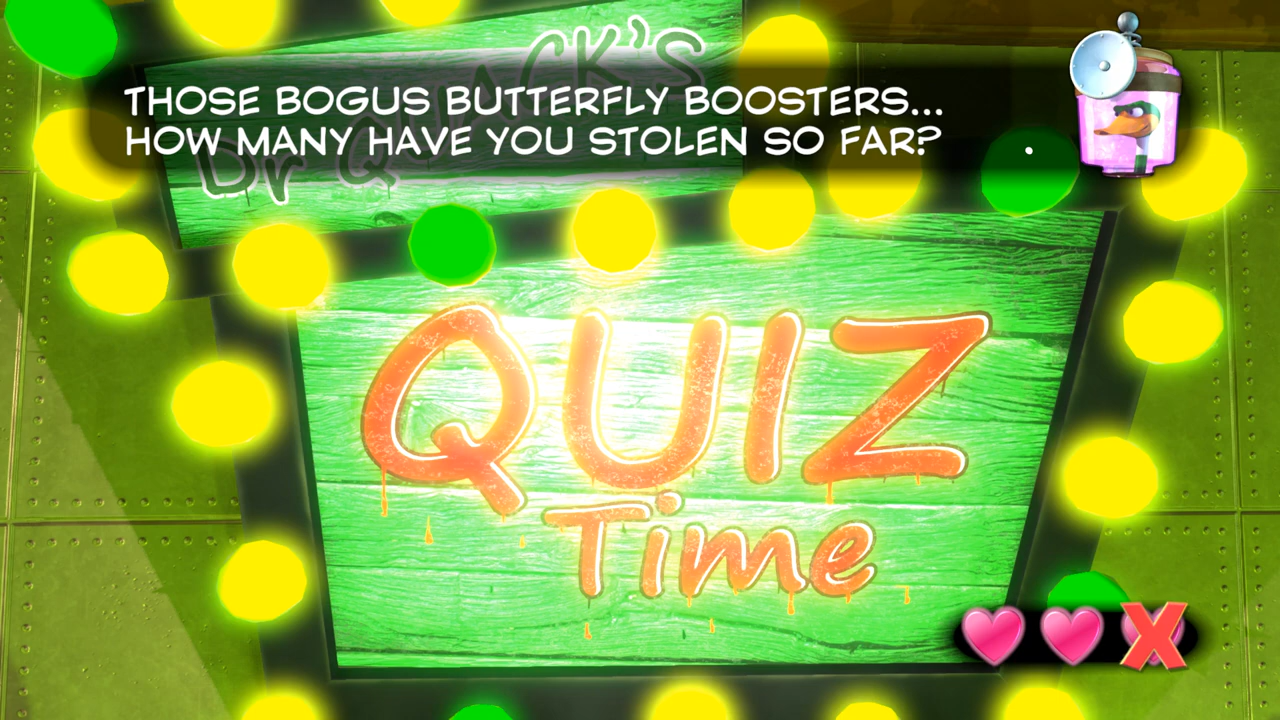 Dr QUACK'S
THOSE BOGUS BUTTERFLY BOOSTERS...
HOW MANY HAVE YOU STOLEN SO FAR?
QUIZ
Time